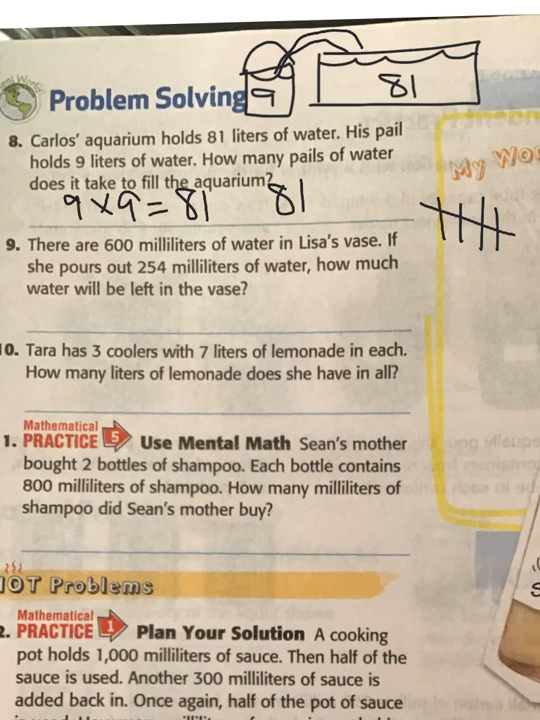 9
81
Problem Solving
8. Carlos' aquarium holds 81 liters of water. His pail
holds 9 liters of water. How many pails of water
does it take to fill the aquarium?
9 × 9 = 81 81
My Wo
9. There are 600 milliliters of water in Lisa's vase. If
she pours out 254 milliliters of water, how much
water will be left in the vase?
10. Tara has 3 coolers with 7 liters of lemonade in each.
How many liters of lemonade does she have in all?
Mathematical
1. PRACTICE 5 Use Mental Math Sean's mother
bought 2 bottles of shampoo. Each bottle contains
800 milliliters of shampoo. How many milliliters of
shampoo did Sean's mother buy?
OT Problems
Mathematical
2. PRACTICE 1 Plan Your Solution A cooking
pot holds 1,000 milliliters of sauce. Then half of the
sauce is used. Another 300 milliliters of sauce is
added back in. Once again, half of the pot of sauce